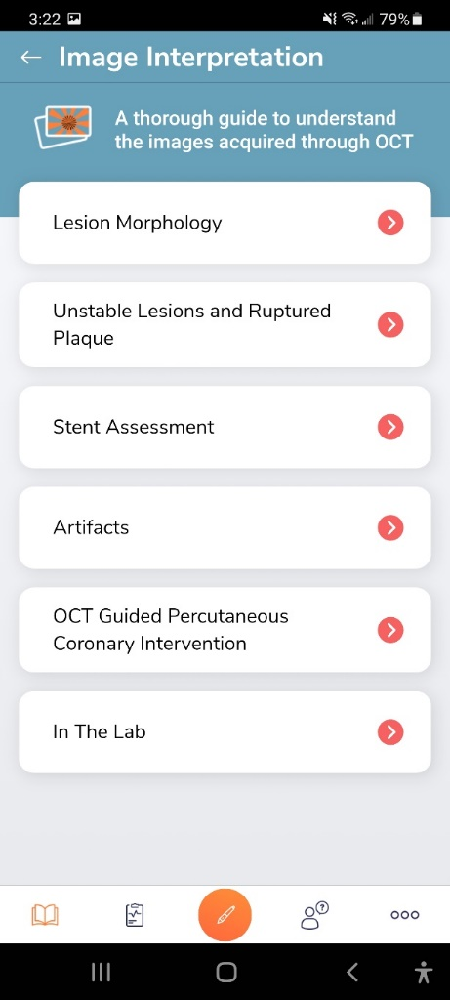 3:22
79%
Image Interpretation
A thorough guide to understand
the images acquired through OCT
Lesion Morphology
Unstable Lesions and Ruptured
Plaque
Stent Assessment
Artifacts
OCT Guided Percutaneous
Coronary Intervention
In The Lab